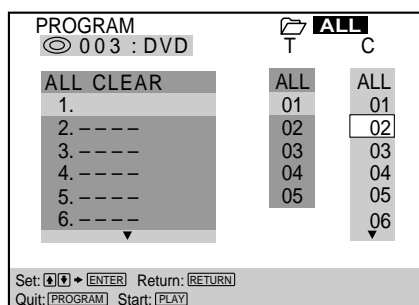 PROGRAM ALL
003 : DVD T C
ALL CLEAR ALL ALL
1. 01 01
2. – – – – 02 02
3. – – – – 03 03
4. – – – – 04 04
5. – – – – 05 05
6. – – – – 06
Set: ENTER Return: RETURN
Quit: PROGRAM Start: PLAY